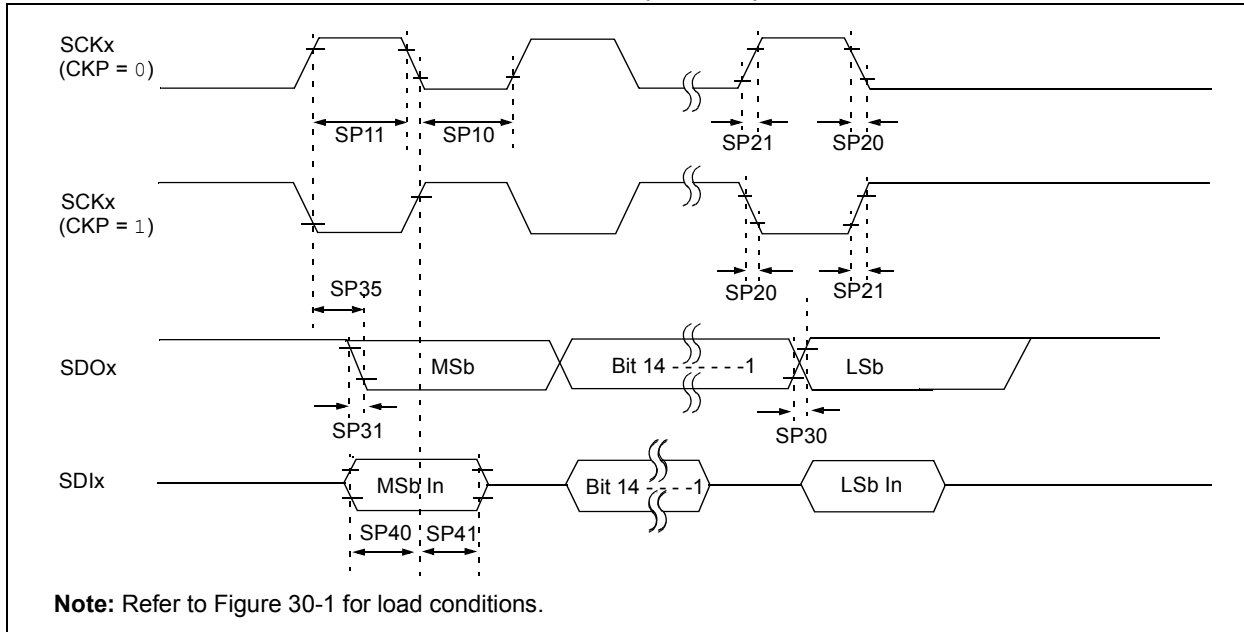 SCKx
(CKP = 0)
SP11
SP10
SP21
SP20
SCKx
(CKP = 1)
SP35
SP20
SP21
SDOx
MSb
Bit 14 - - - - - -1
LSb
SP31
SP30
SDIx
MSb In
Bit 14 - - - -1
LSb In
SP40
SP41
Note: Refer to Figure 30-1 for load conditions.